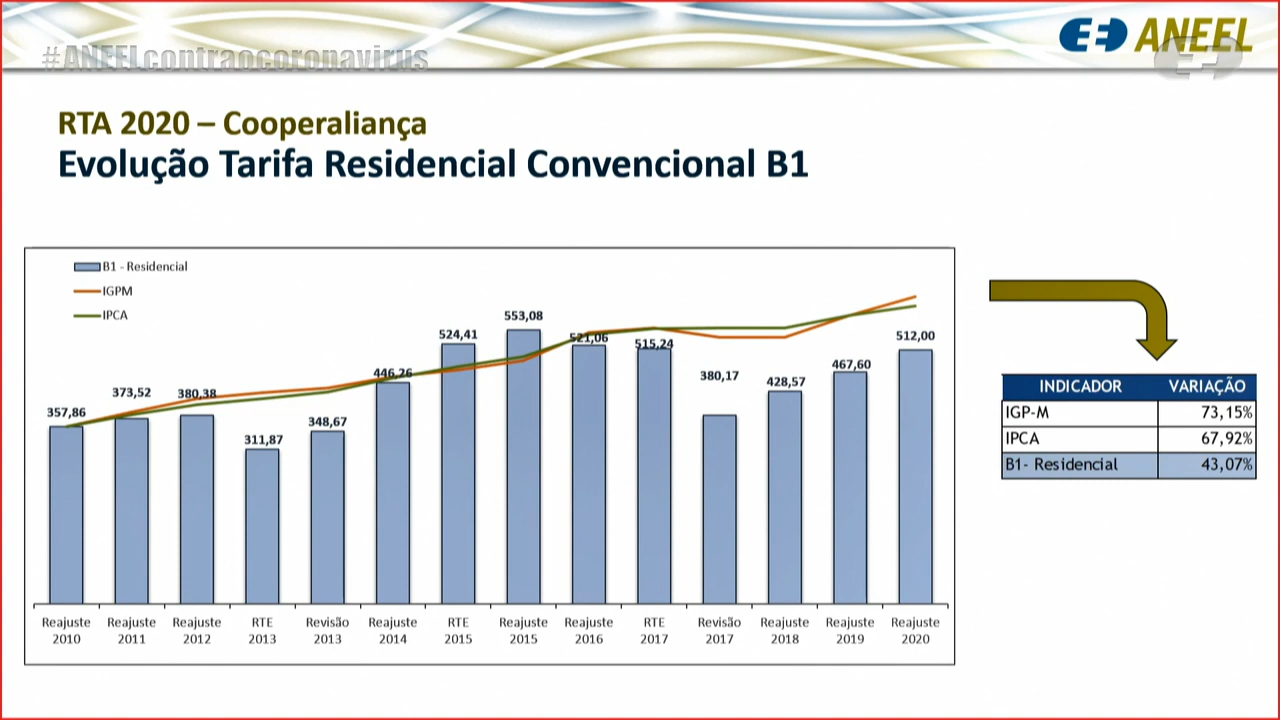 #ANEELcontraocoronavirus
ANEEL
RTA 2020 – Cooperaliança
Evolução Tarifa Residencial Convencional B1
B1 - Residencial
IGPM
IPCA
357,86
373,52
380,38
311,87
348,67
446,26
524,41
553,08
521,06
515,24
380,17
428,57
467,60
512,00
Reajuste 2010
Reajuste 2011
Reajuste 2012
RTE 2013
Revisão 2013
Reajuste 2014
RTE 2015
Reajuste 2015
Reajuste 2016
RTE 2017
Revisão 2017
Reajuste 2018
Reajuste 2019
Reajuste 2020
INDICADOR VARIAÇÃO
IGP-M 73,15%
IPCA 67,92%
B1- Residencial 43,07%